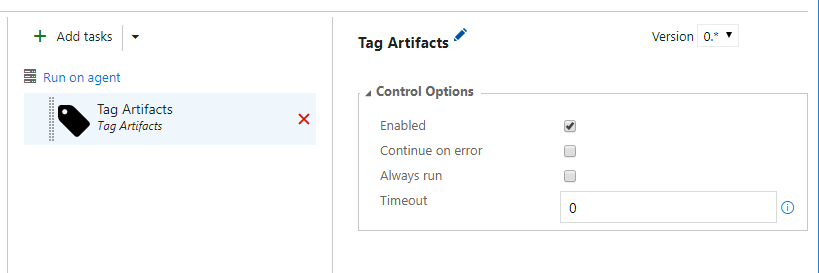 Add tasks
Run on agent
Tag Artifacts
Tag Artifacts
Tag Artifacts
Version 0.*
Control Options
Enabled
Continue on error
Always run
Timeout 0